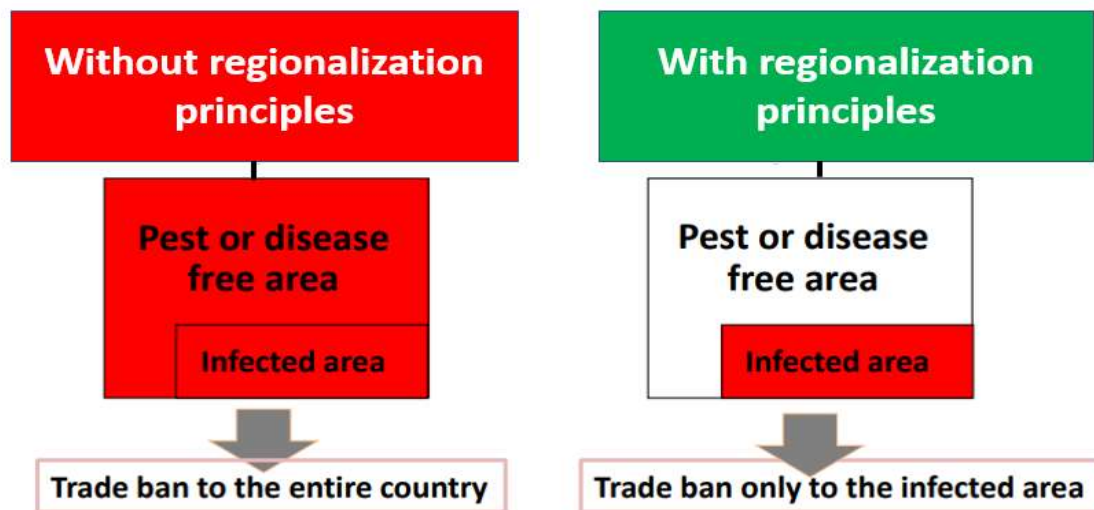 Without regionalization
principles
Pest or disease
free area
Infected area
Trade ban to the entire country
With regionalization
principles
Pest or disease
free area
Infected area
Trade ban only to the infected area